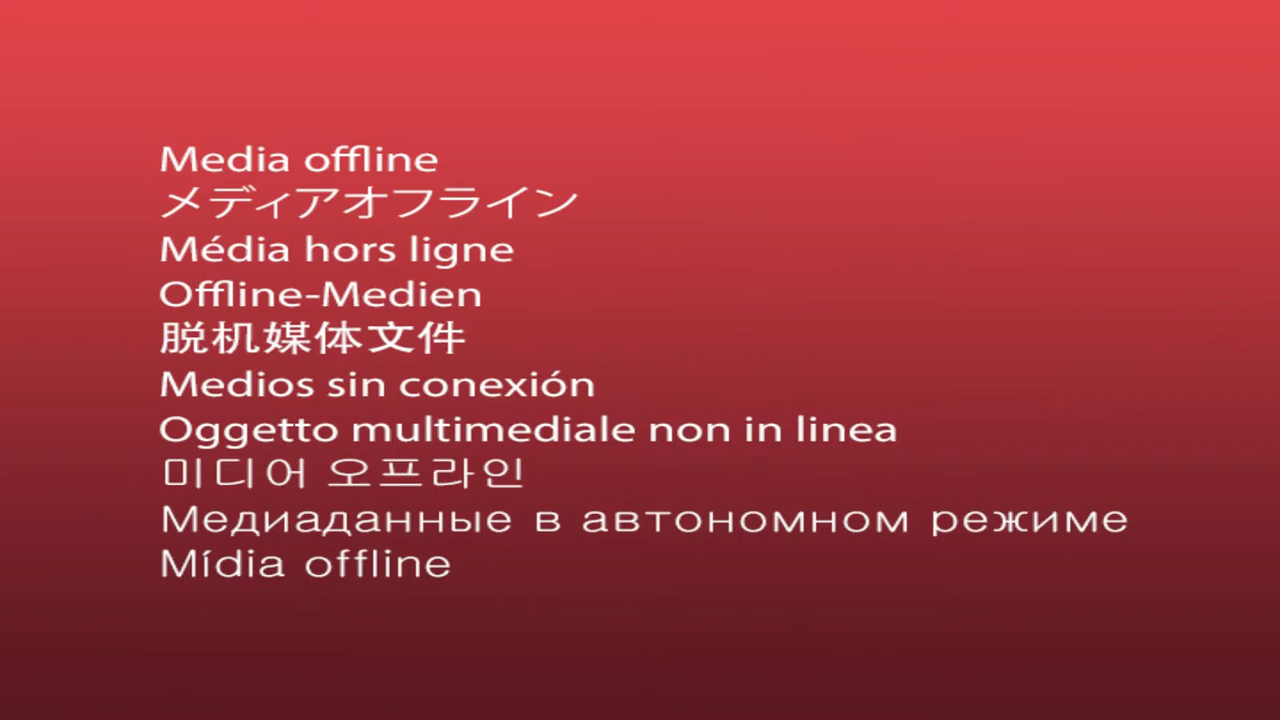 Media offline
メディアオフライン
Média hors ligne
Offline-Medien
脱机媒体文件
Medios sin conexión
Oggetto multimediale non in linea
미디어 오프라인
Медиаданные в автономном режиме
Mídia offline